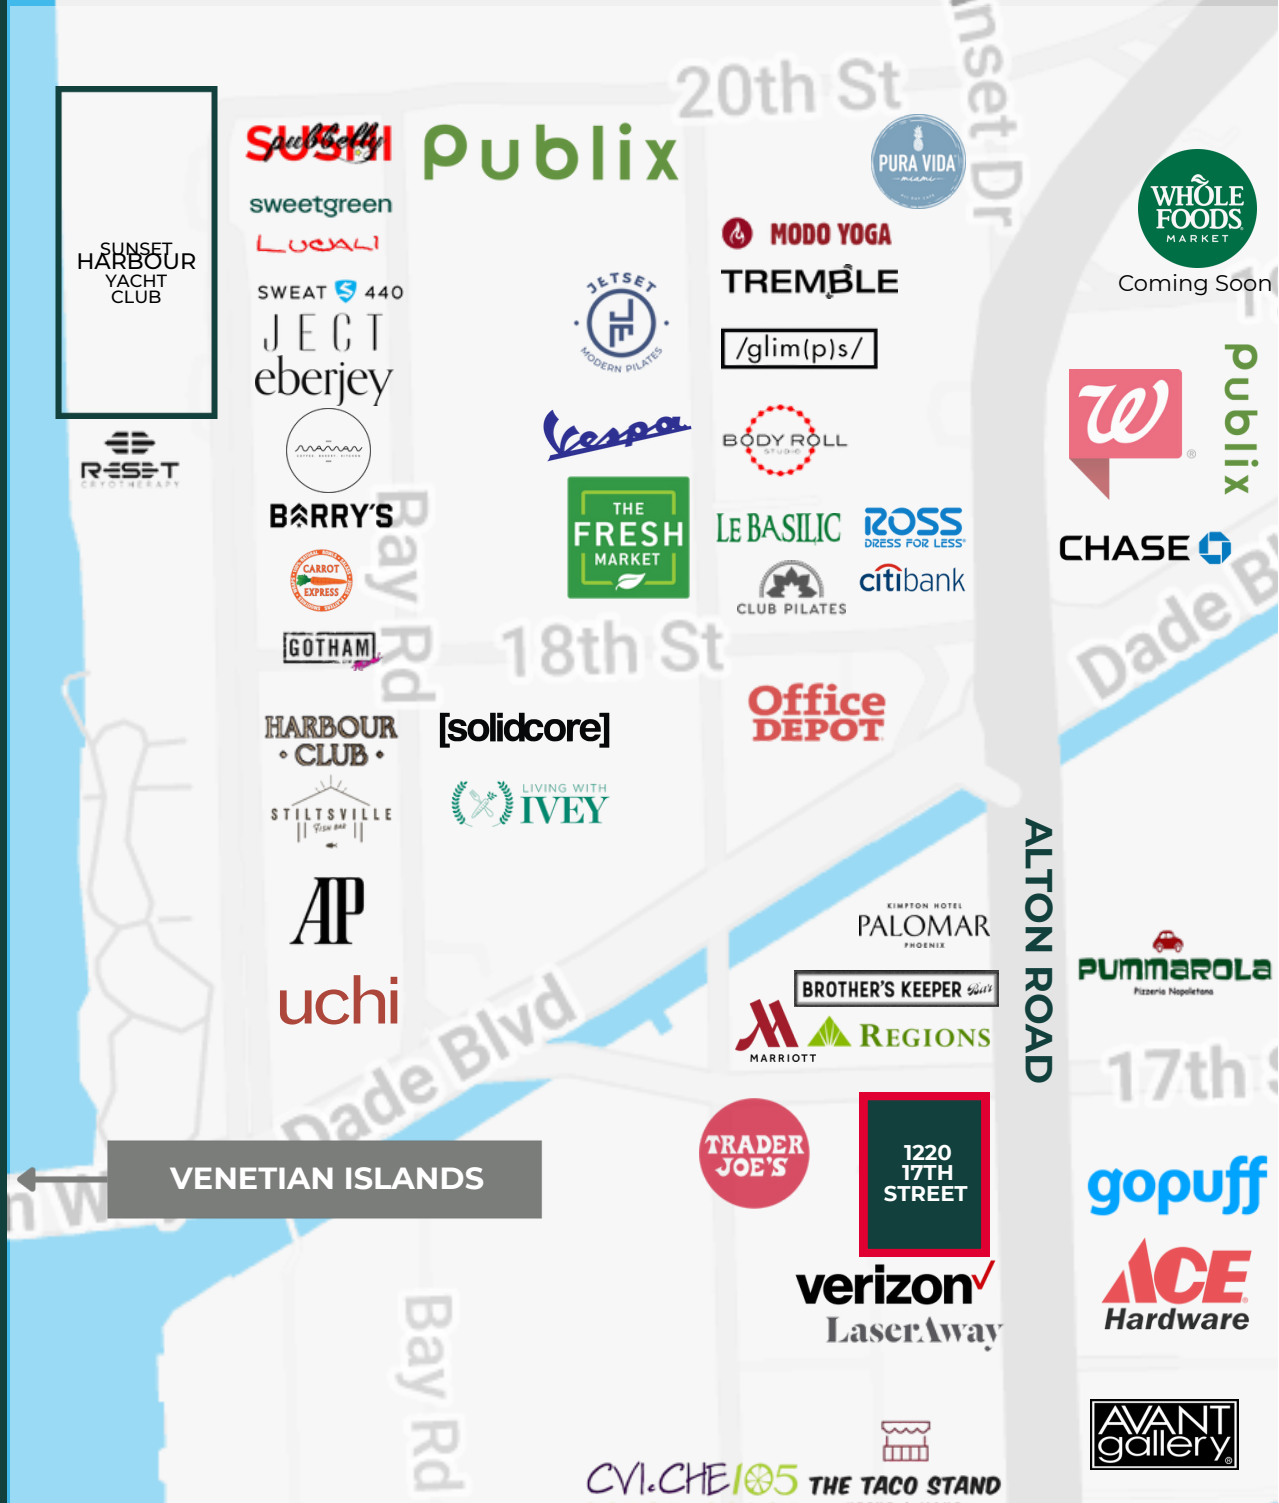 20th St
nset Dr
SUSHI
pubbelly
Publix
PURA VIDA
miami
WHOLE
FOODS
MARKET
Coming Soon
sweetgreen
LUCALI
MODO YOGA
TREMBLE
SUNSET
HARBOUR
YACHT
CLUB
SWEAT 440
JECT
eberjey
JETSET
MODERN PILATES
/glim(p)s/
W
®
Publix
maman
Vespa
BODY ROLL
STUDIO
RESET
CRYOTHERAPY
BARRY'S
Bay Rd
THE
FRESH
MARKET
LE BASILIC
ROSS
DRESS FOR LESS®
CHASE
CARROT
EXPRESS
CLUB PILATES
citibank
Dade B
GOTHAM
18th St
HARBOUR
CLUB
[solidcore]
Office
DEPOT
STILTSVILLE
FISH BAR
LIVING WITH
IVEY
ALTON ROAD
AP
KIMPTON HOTEL
PALOMAR
PHOENIX
PUMMAROLA
Pizzeria Napoletana
uchi
BROTHER'S KEEPER Bar
MARRIOTT
REGIONS
Dade Blvd
17th S
TRADER
JOE'S
1220
17TH
STREET
VENETIAN ISLANDS
n W
gopuff
ACE
Hardware
verizon
LaserAway
Bay Rd
AVANT
gallery
®
CVI.CHE 105
THE TACO STAND